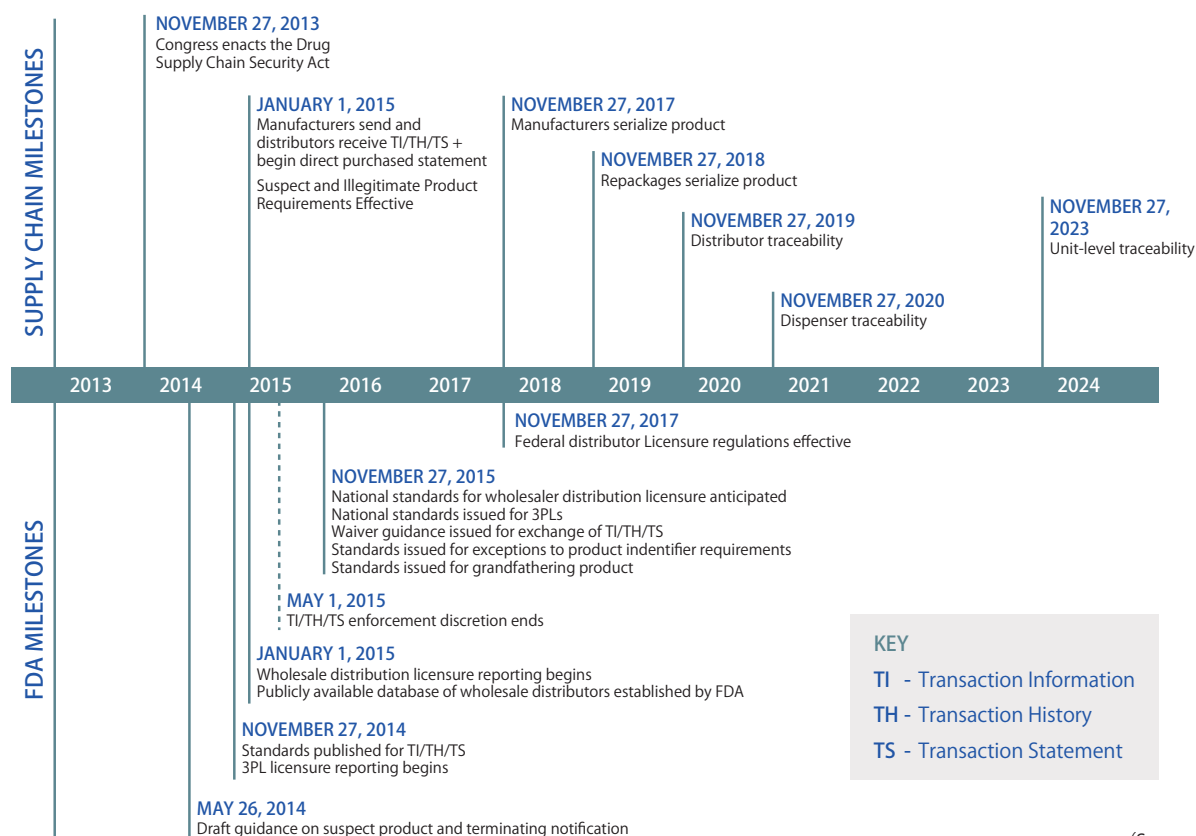 SUPPLY CHAIN MILESTONES
NOVEMBER 27, 2013
Congress enacts the Drug
Supply Chain Security Act
JANUARY 1, 2015
Manufacturers send and
distributors receive TI/TH/TS +
begin direct purchased statement
Suspect and Illegitimate Product
Requirements Effective
NOVEMBER 27, 2017
Manufacturers serialize product
NOVEMBER 27, 2018
Repackages serialize product
NOVEMBER 27, 2019
Distributor traceability
NOVEMBER 27, 2020
Dispenser traceability
NOVEMBER 27,
2023
Unit-level traceability
2013 2014 2015 2016 2017 2018 2019 2020 2021 2022 2023 2024
FDA MILESTONES
NOVEMBER 27, 2017
Federal distributor Licensure regulations effective
NOVEMBER 27, 2015
National standards for wholesaler distribution licensure anticipated
National standards issued for 3PLs
Waiver guidance issued for exchange of TI/TH/TS
Standards issued for exceptions to product indentifier requirements
Standards issued for grandfathering product
MAY 1, 2015
TI/TH/TS enforcement discretion ends
JANUARY 1, 2015
Wholesale distribution licensure reporting begins
Publicly available database of wholesale distributors established by FDA
NOVEMBER 27, 2014
Standards published for TI/TH/TS
3PL licensure reporting begins
MAY 26, 2014
Draft guidance on suspect product and terminating notification
KEY
TI - Transaction Information
TH - Transaction History
TS - Transaction Statement